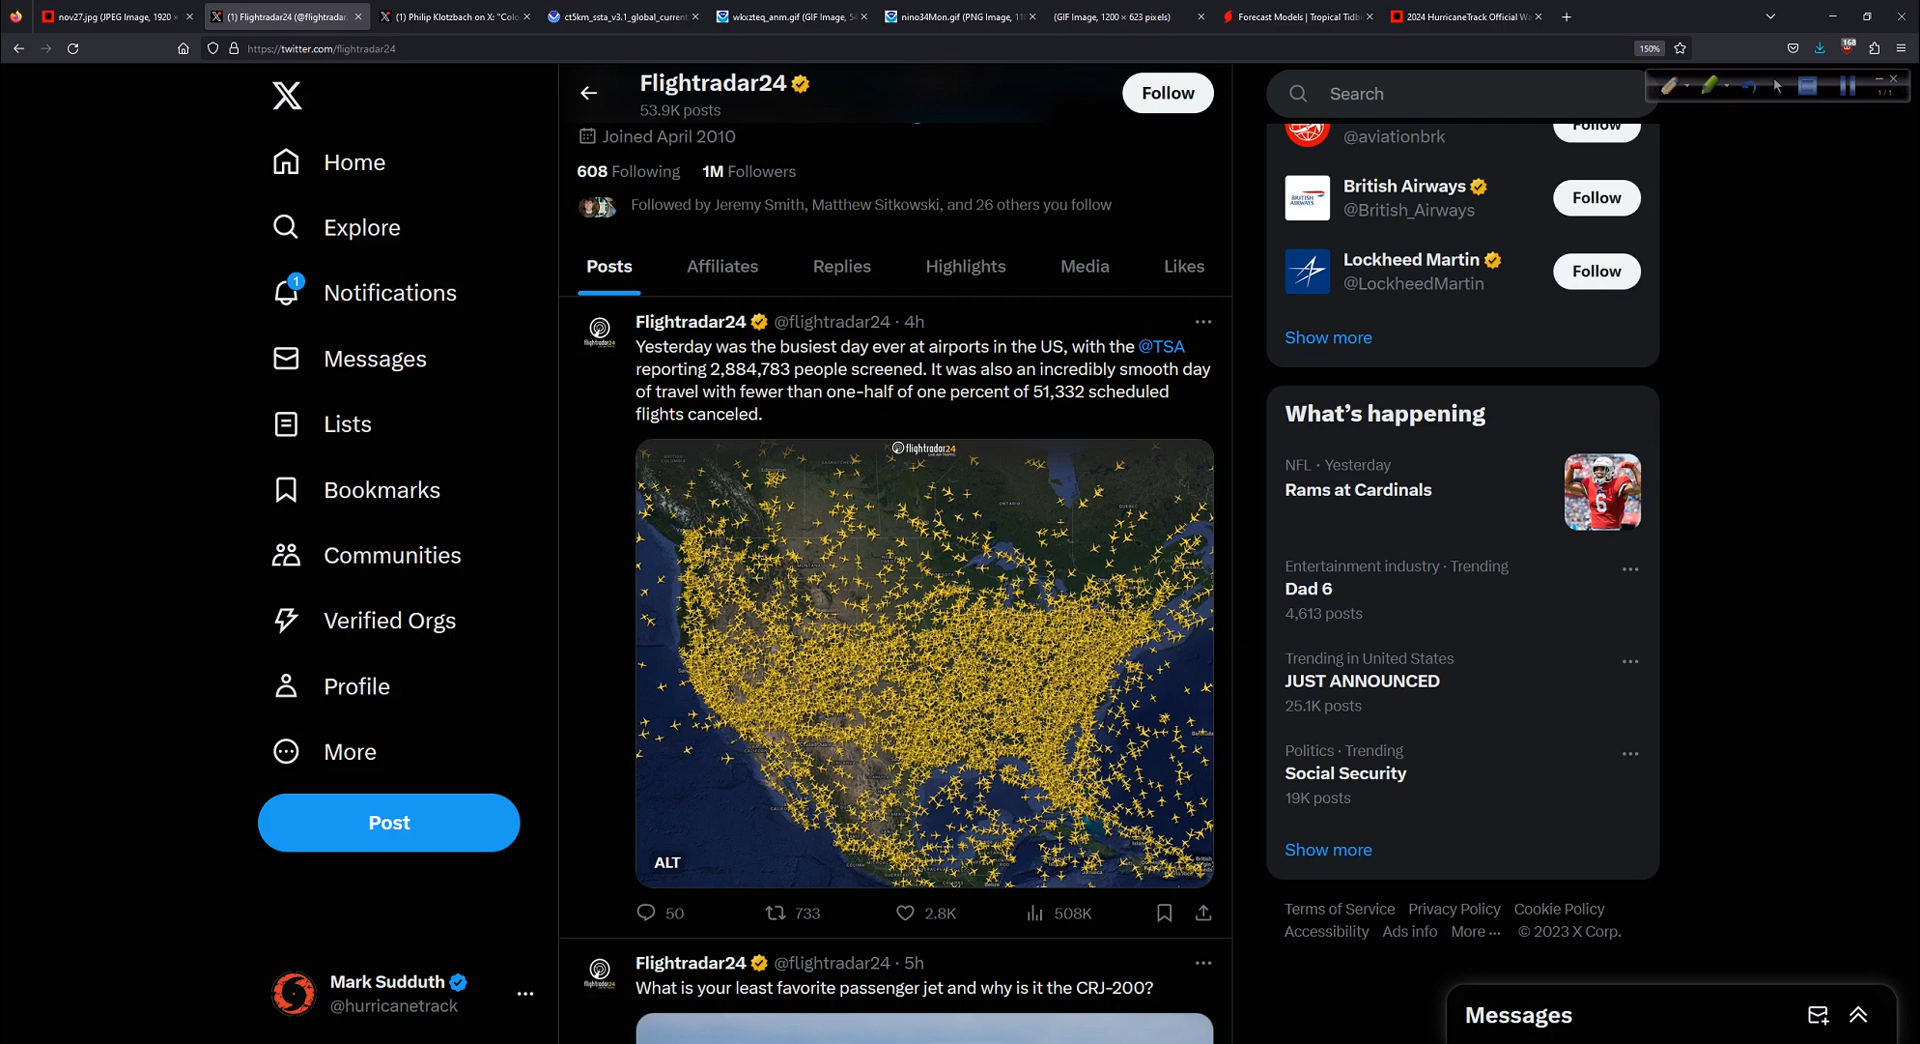 nov27.jpg (JPEG Image, 1920 ×
(1) Flightradar24 (@flightradar
(1) Philip Klotzbach on X: "Colo
ct5km_ssta_v3.1_global_current.
wkxzteq_anm.gif (GIF Image, 54
nino34Mon.gif (PNG Image, 110
(GIF Image, 1200 × 623 pixels)
Forecast Models | Tropical Tidb
2024 HurricaneTrack Official Wa
https://twitter.com/flightradar24
150%
168
1/1
Home
Explore
1
Notifications
Messages
Lists
Bookmarks
Communities
Verified Orgs
Profile
More
Post
Mark Sudduth
@hurricanetrack
Flightradar24
53.9K posts
Follow
Joined April 2010
608 Following 1M Followers
Followed by Jeremy Smith, Matthew Sitkowski, and 26 others you follow
Posts Affiliates Replies Highlights Media Likes
Flightradar24 @flightradar24 · 4h
Yesterday was the busiest day ever at airports in the US, with the @TSA
reporting 2,884,783 people screened. It was also an incredibly smooth day
of travel with fewer than one-half of one percent of 51,332 scheduled
flights canceled.
flightradar24
ALT
50 733 2.8K 508K
Flightradar24 @flightradar24 · 5h
What is your least favorite passenger jet and why is it the CRJ-200?
Search
@aviationbrk
Follow
British Airways
@British_Airways
Follow
Lockheed Martin
@LockheedMartin
Follow
Show more
What's happening
NFL · Yesterday
Rams at Cardinals
Entertainment industry · Trending
Dad 6
4,613 posts
Trending in United States
JUST ANNOUNCED
25.1K posts
Politics · Trending
Social Security
19K posts
Show more
Terms of Service Privacy Policy Cookie Policy
Accessibility Ads info More ··· © 2023 X Corp.
Messages